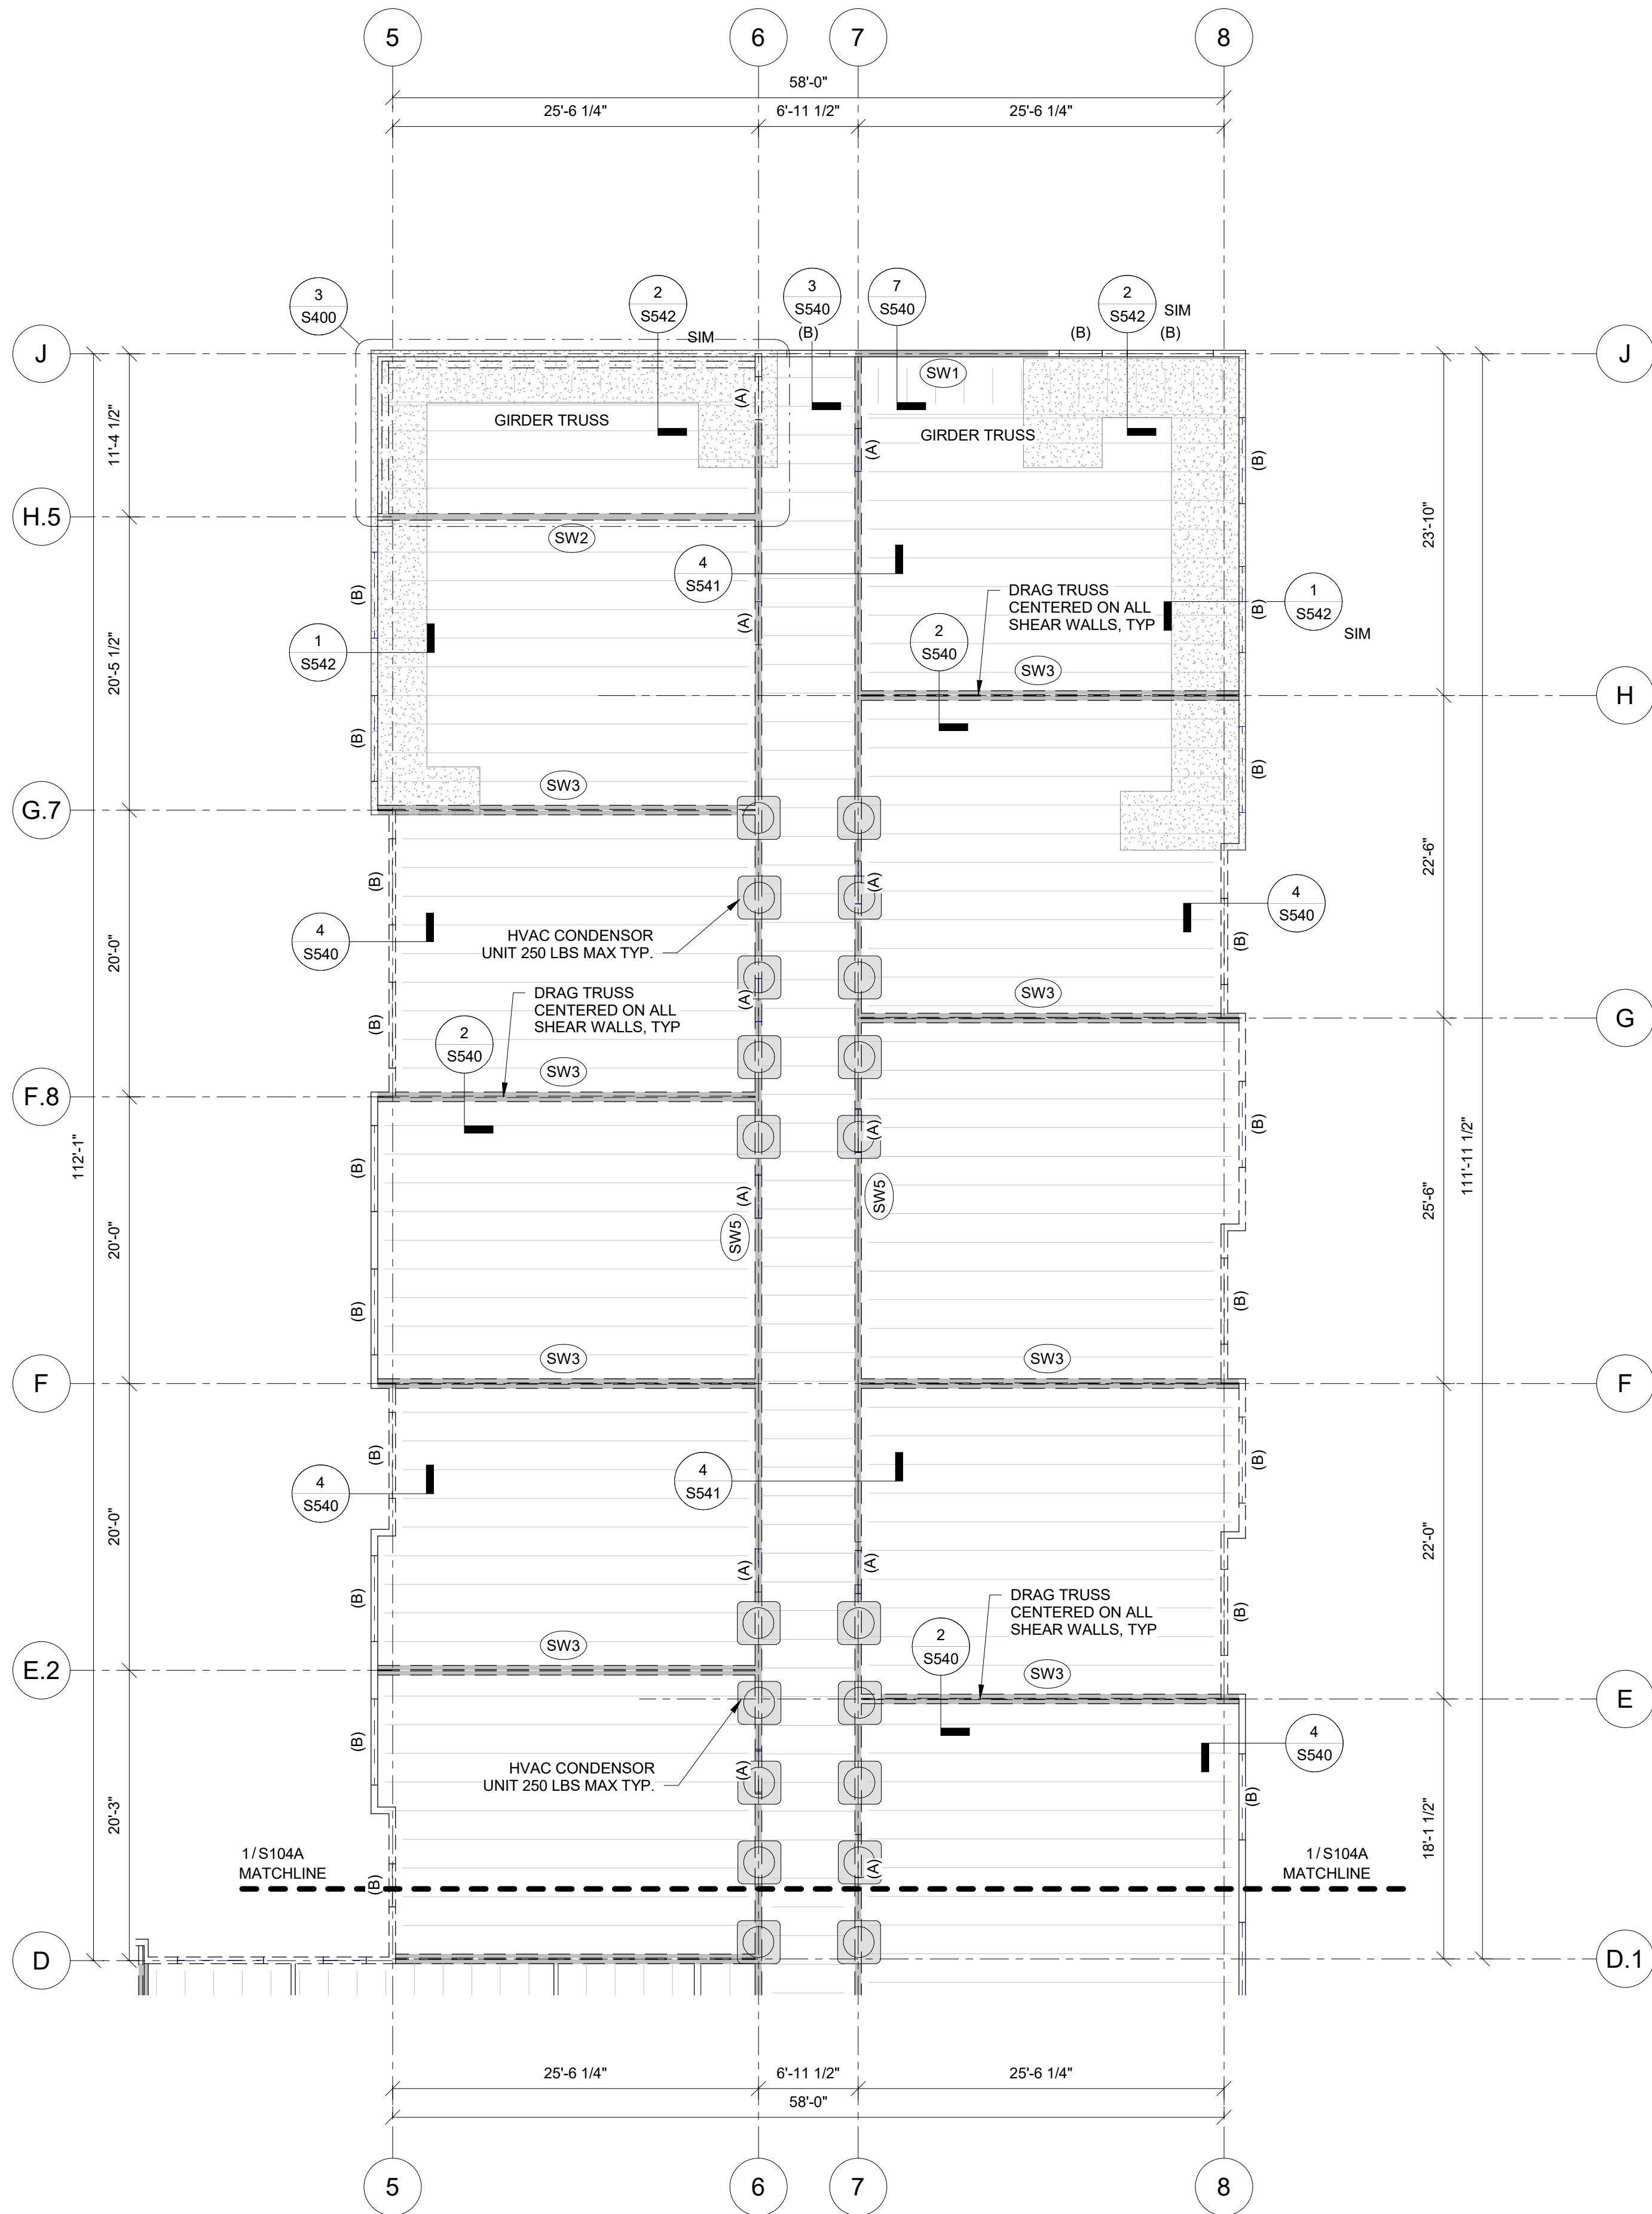 5
6
7
8
58'-0"
25'-6 1/4"
6'-11 1/2"
25'-6 1/4"
3
S400
2
S542
SIM
3
S540
(B)
7
S540
(B)
2
S542
SIM
(B)
J
J
SW1
(A)
GIRDER TRUSS
GIRDER TRUSS
(A)
(B)
11'-4 1/2"
H.5
SW2
23'-10"
4
S541
(B)
DRAG TRUSS
CENTERED ON ALL
SHEAR WALLS, TYP
(B)
1
S542
SIM
(A)
1
S542
2
S540
20'-5 1/2"
SW3
H
(B)
(B)
SW3
G.7
22'-6"
(B)
(A)
4
S540
4
S540
HVAC CONDENSOR
UNIT 250 LBS MAX TYP.
(B)
20'-0"
DRAG TRUSS
CENTERED ON ALL
SHEAR WALLS, TYP
(A)
SW3
G
(B)
2
S540
SW3
F.8
(B)
(A)
112'-1"
(B)
(A)
SW5
SW5
25'-6"
111'-11 1/2"
20'-0"
(B)
(B)
SW3
SW3
F
F
(B)
(B)
4
S540
4
S541
20'-0"
22'-0"
(A)
(A)
(B)
(B)
DRAG TRUSS
CENTERED ON ALL
SHEAR WALLS, TYP
2
S540
SW3
SW3
E.2
E
(B)
4
S540
HVAC CONDENSOR
UNIT 250 LBS MAX TYP.
(A)
(B)
20'-3"
18'-1 1/2"
1/S104A
MATCHLINE
1/S104A
MATCHLINE
(B)
(A)
D
D.1
25'-6 1/4"
6'-11 1/2"
25'-6 1/4"
58'-0"
5
6
7
8